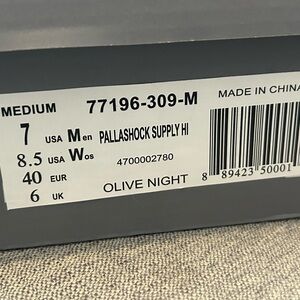 MEDIUM 77196-309-M MADE IN CHINA
7 USA Men PALLASHOCK SUPPLY HI
8.5 USA Wos 4700002780
40 EUR
6 UK OLIVE NIGHT 8 89423 50001